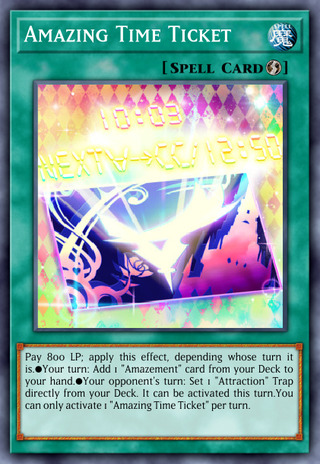 Amazing Time Ticket
魔
[Spell Card]
10:03
Pay 800 LP; apply this effect, depending whose turn it
is.●Your turn: Add 1 "Amazement" card from your Deck to
your hand.●Your opponent's turn: Set 1 "Attraction" Trap
directly from your Deck. It can be activated this turn.You
can only activate 1 "Amazing Time Ticket" per turn.